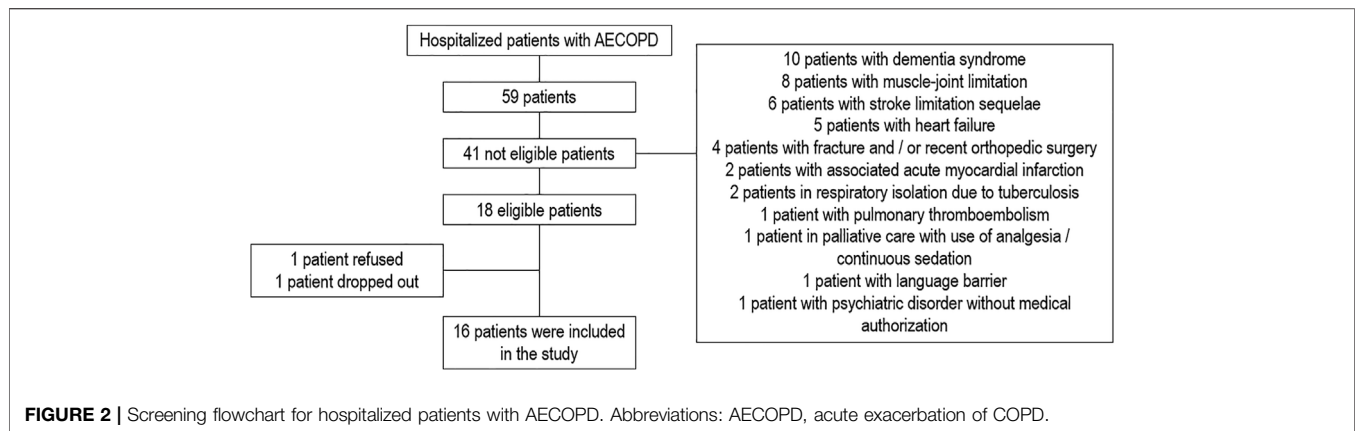 Hospitalized patients with AECOPD
59 patients
41 not eligible patients
10 patients with dementia syndrome
8 patients with muscle-joint limitation
6 patients with stroke limitation sequelae
5 patients with heart failure
4 patients with fracture and / or recent orthopedic surgery
2 patients with associated acute myocardial infarction
2 patients in respiratory isolation due to tuberculosis
1 patient with pulmonary thromboembolism
1 patient in palliative care with use of analgesia /
continuous sedation
1 patient with language barrier
1 patient with psychiatric disorder without medical
authorization
18 eligible patients
1 patient refused
1 patient dropped out
16 patients were included
in the study
FIGURE 2 | Screening flowchart for hospitalized patients with AECOPD. Abbreviations: AECOPD, acute exacerbation of COPD.